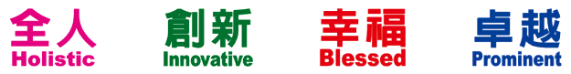 全人 創新 幸福 卓越
Holistic Innovative Blessed Prominent